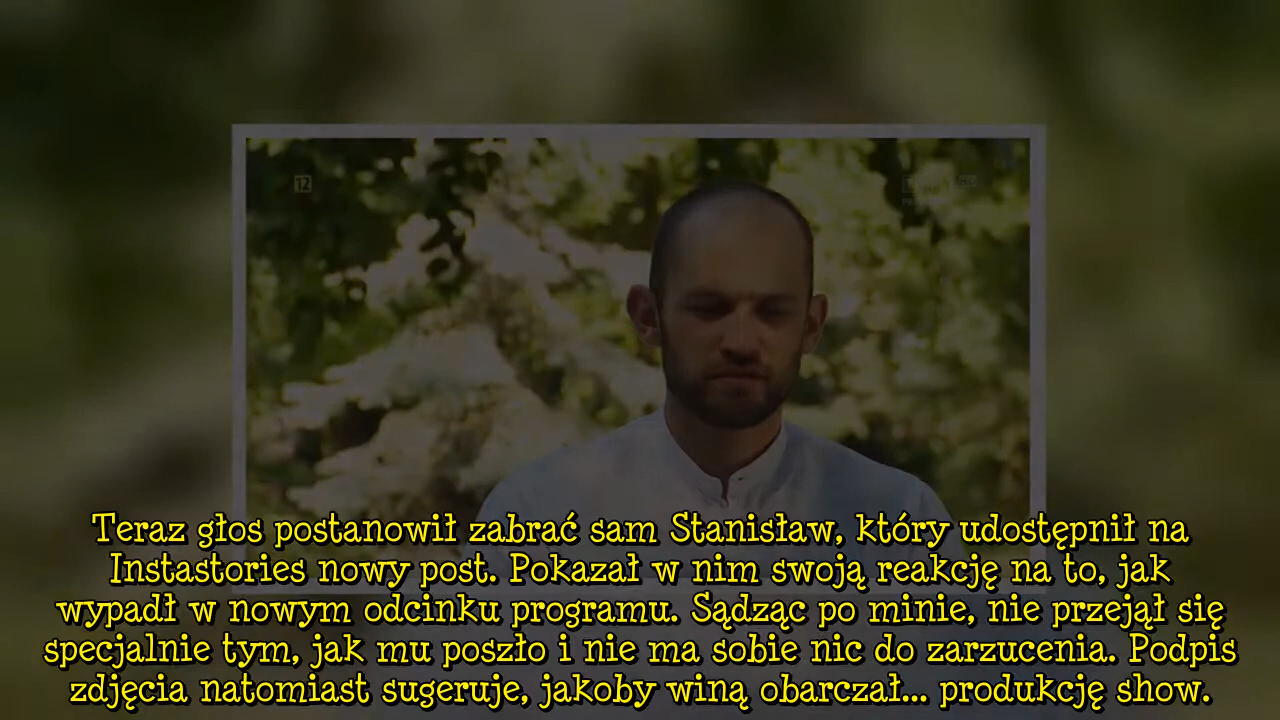 12
Teraz głos postanowił zabrać sam Stanisław, który udostępnił na
Instastories nowy post. Pokazał w nim swoją reakcję na to, jak
wypadł w nowym odcinku programu. Sądząc po minie, nie przejął się
specjalnie tym, jak mu poszło i nie ma sobie nic do zarzucenia. Podpis
zdjęcia natomiast sugeruje, jakoby winą obarczał... produkcję show.